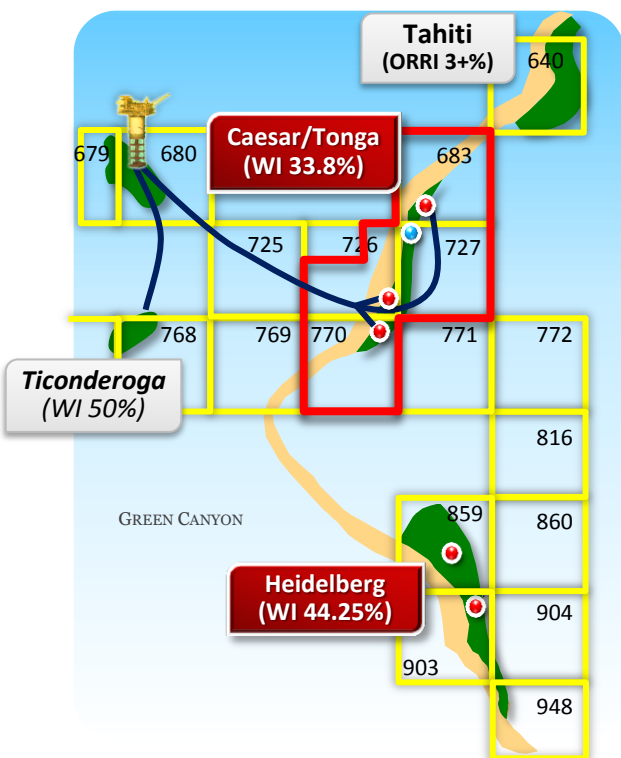 Tahiti
(ORRI 3+%)
640
Caesar/Tonga
(WI 33.8%)
679
680
683
725
726
727
768
769
770
771
772
Ticonderoga
(WI 50%)
816
GREEN CANYON
859
860
Heidelberg
(WI 44.25%)
904
903
948